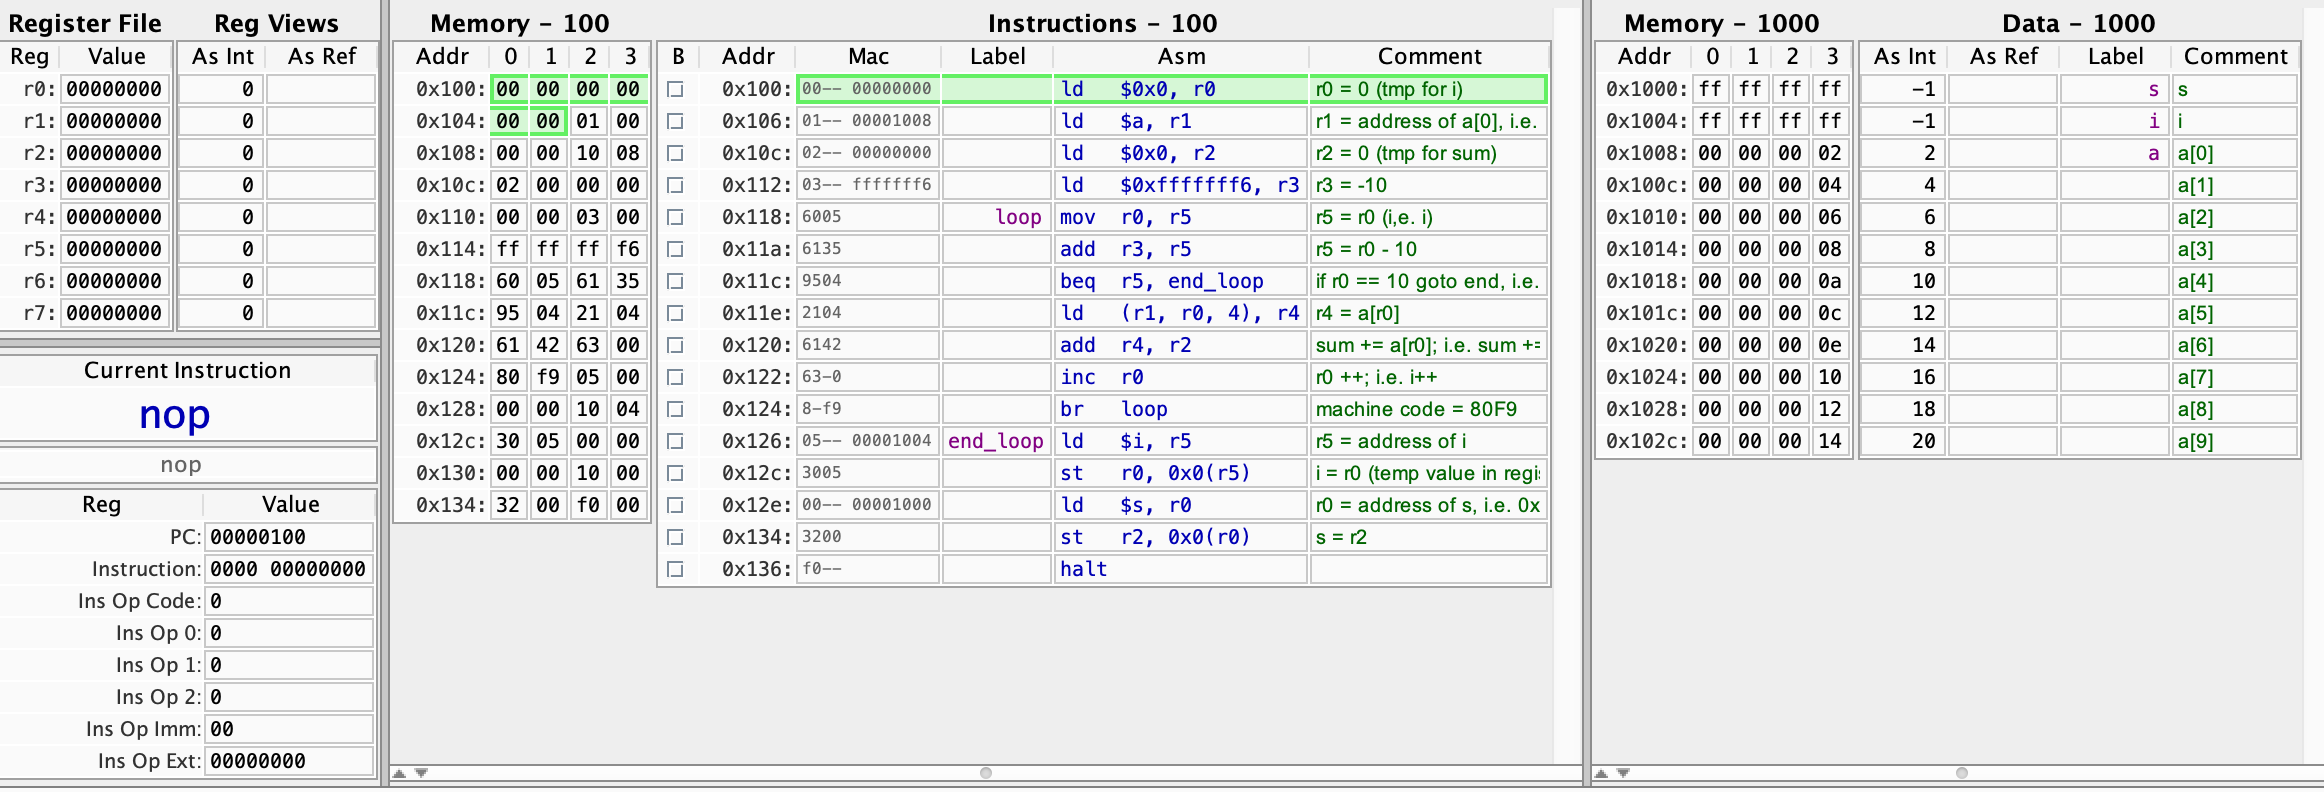 Register File Reg Views
Reg Value As Int As Ref
r0: 00000000 0
r1: 00000000 0
r2: 00000000 0
r3: 00000000 0
r4: 00000000 0
r5: 00000000 0
r6: 00000000 0
r7: 00000000 0
Current Instruction
nop
nop
Reg Value
PC: 00000100
Instruction: 0000 00000000
Ins Op Code: 0
Ins Op 0: 0
Ins Op 1: 0
Ins Op 2: 0
Ins Op Imm: 00
Ins Op Ext: 00000000
Memory - 100
Addr 0 1 2 3
0x100: 00 00 00 00
0x104: 00 00 01 00
0x108: 00 00 10 08
0x10c: 02 00 00 00
0x110: 00 00 03 00
0x114: ff ff ff f6
0x118: 60 05 61 35
0x11c: 95 04 21 04
0x120: 61 42 63 00
0x124: 80 f9 05 00
0x128: 00 00 10 04
0x12c: 30 05 00 00
0x130: 00 00 10 00
0x134: 32 00 f0 00
Instructions - 100
B Addr Mac Label Asm Comment
0x100: 00-- 00000000 ld $0x0, r0 r0 = 0 (tmp for i)
0x106: 01-- 00001008 ld $a, r1 r1 = address of a[0], i.e.
0x10c: 02-- 00000000 ld $0x0, r2 r2 = 0 (tmp for sum)
0x112: 03-- fffffff6 ld $0xfffffff6, r3 r3 = -10
0x118: 6005 loop mov r0, r5 r5 = r0 (i,e. i)
0x11a: 6135 add r3, r5 r5 = r0 - 10
0x11c: 9504 beq r5, end_loop if r0 == 10 goto end, i.e.
0x11e: 2104 ld (r1, r0, 4), r4 r4 = a[r0]
0x120: 6142 add r4, r2 sum += a[r0]; i.e. sum +=
0x122: 63-0 inc r0 r0 ++; i.e. i++
0x124: 8-f9 br loop machine code = 80F9
0x126: 05-- 00001004 end_loop ld $i, r5 r5 = address of i
0x12c: 3005 st r0, 0x0(r5) i = r0 (temp value in regi
0x12e: 00-- 00001000 ld $s, r0 r0 = address of s, i.e. 0x
0x134: 3200 st r2, 0x0(r0) s = r2
0x136: f0-- halt
Memory - 1000
Addr 0 1 2 3
0x1000: ff ff ff ff
0x1004: ff ff ff ff
0x1008: 00 00 00 02
0x100c: 00 00 00 04
0x1010: 00 00 00 06
0x1014: 00 00 00 08
0x1018: 00 00 00 0a
0x101c: 00 00 00 0c
0x1020: 00 00 00 0e
0x1024: 00 00 00 10
0x1028: 00 00 00 12
0x102c: 00 00 00 14
Data - 1000
As Int As Ref Label Comment
-1 s s
-1 i i
2 a a[0]
4 a[1]
6 a[2]
8 a[3]
10 a[4]
12 a[5]
14 a[6]
16 a[7]
18 a[8]
20 a[9]